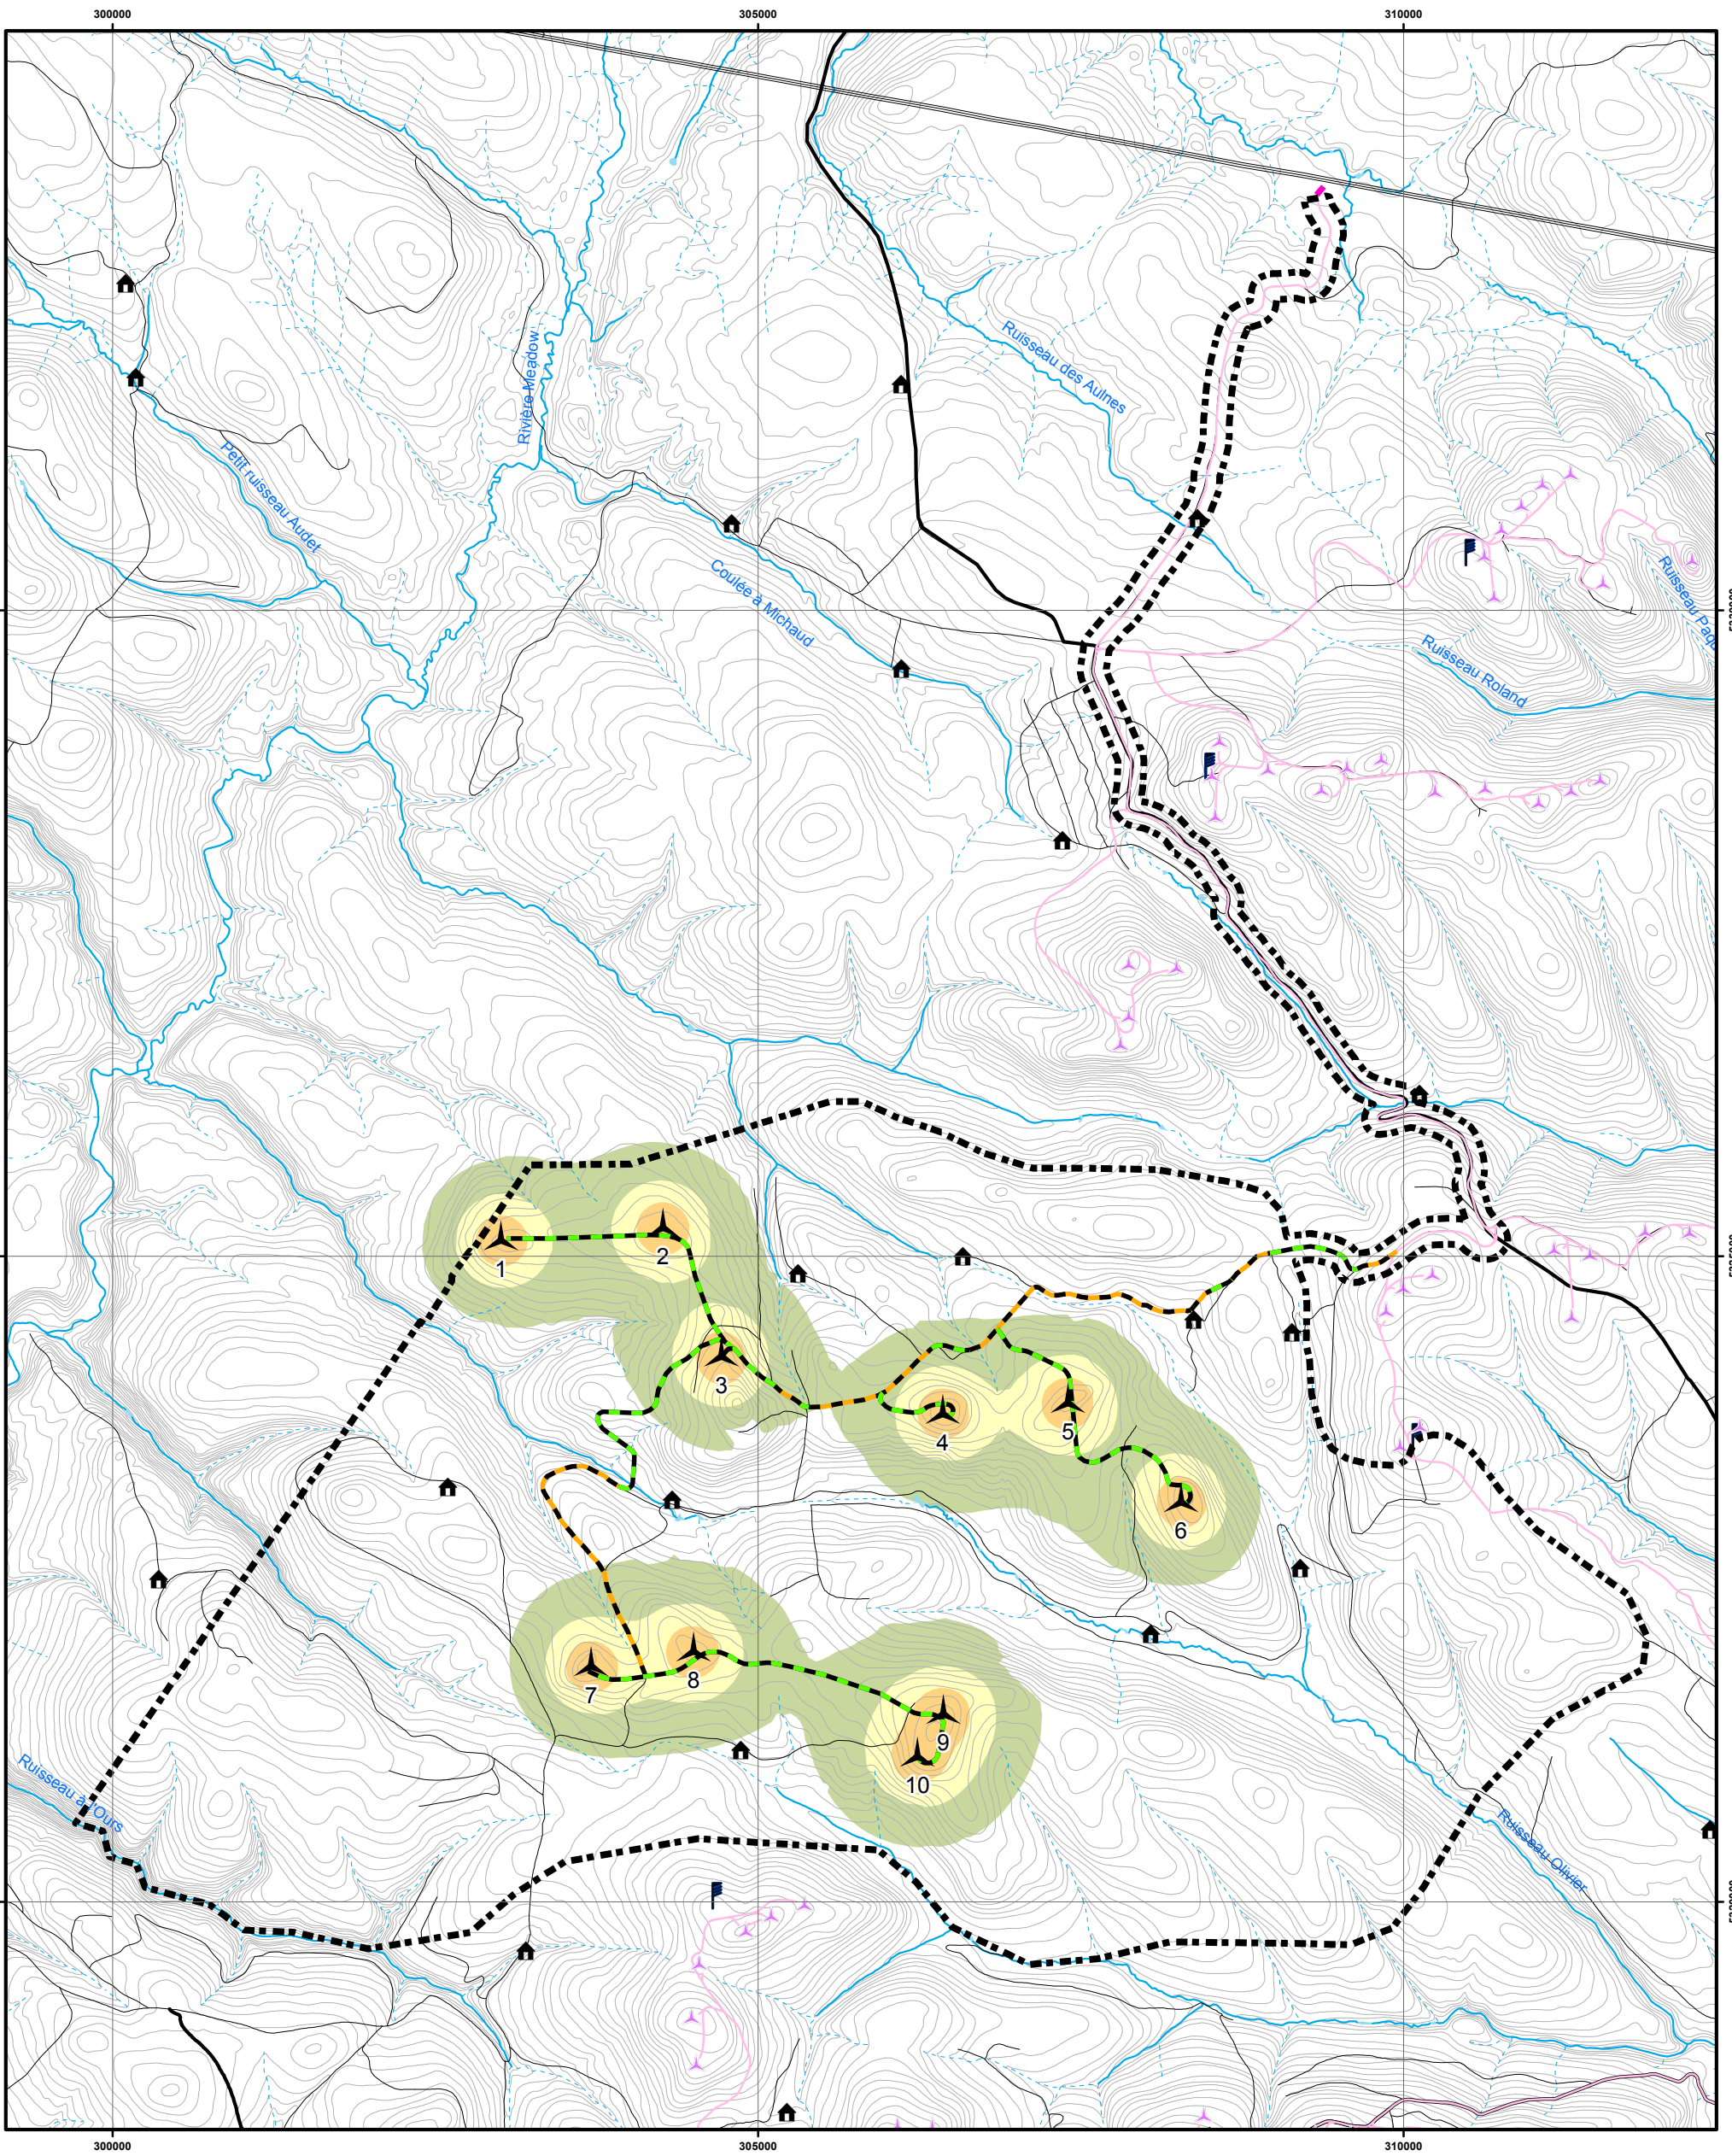 300000
305000
310000
Rivière Meadow
Ruisseau des Aulnes
Petit ruisseau Audet
Coulée à Michaud
Ruisseau Roland
1
2
3
4
5
6
7
8
9
10
Ruisseau à l'Ours
Ruisseau Olivier
300000
305000
310000